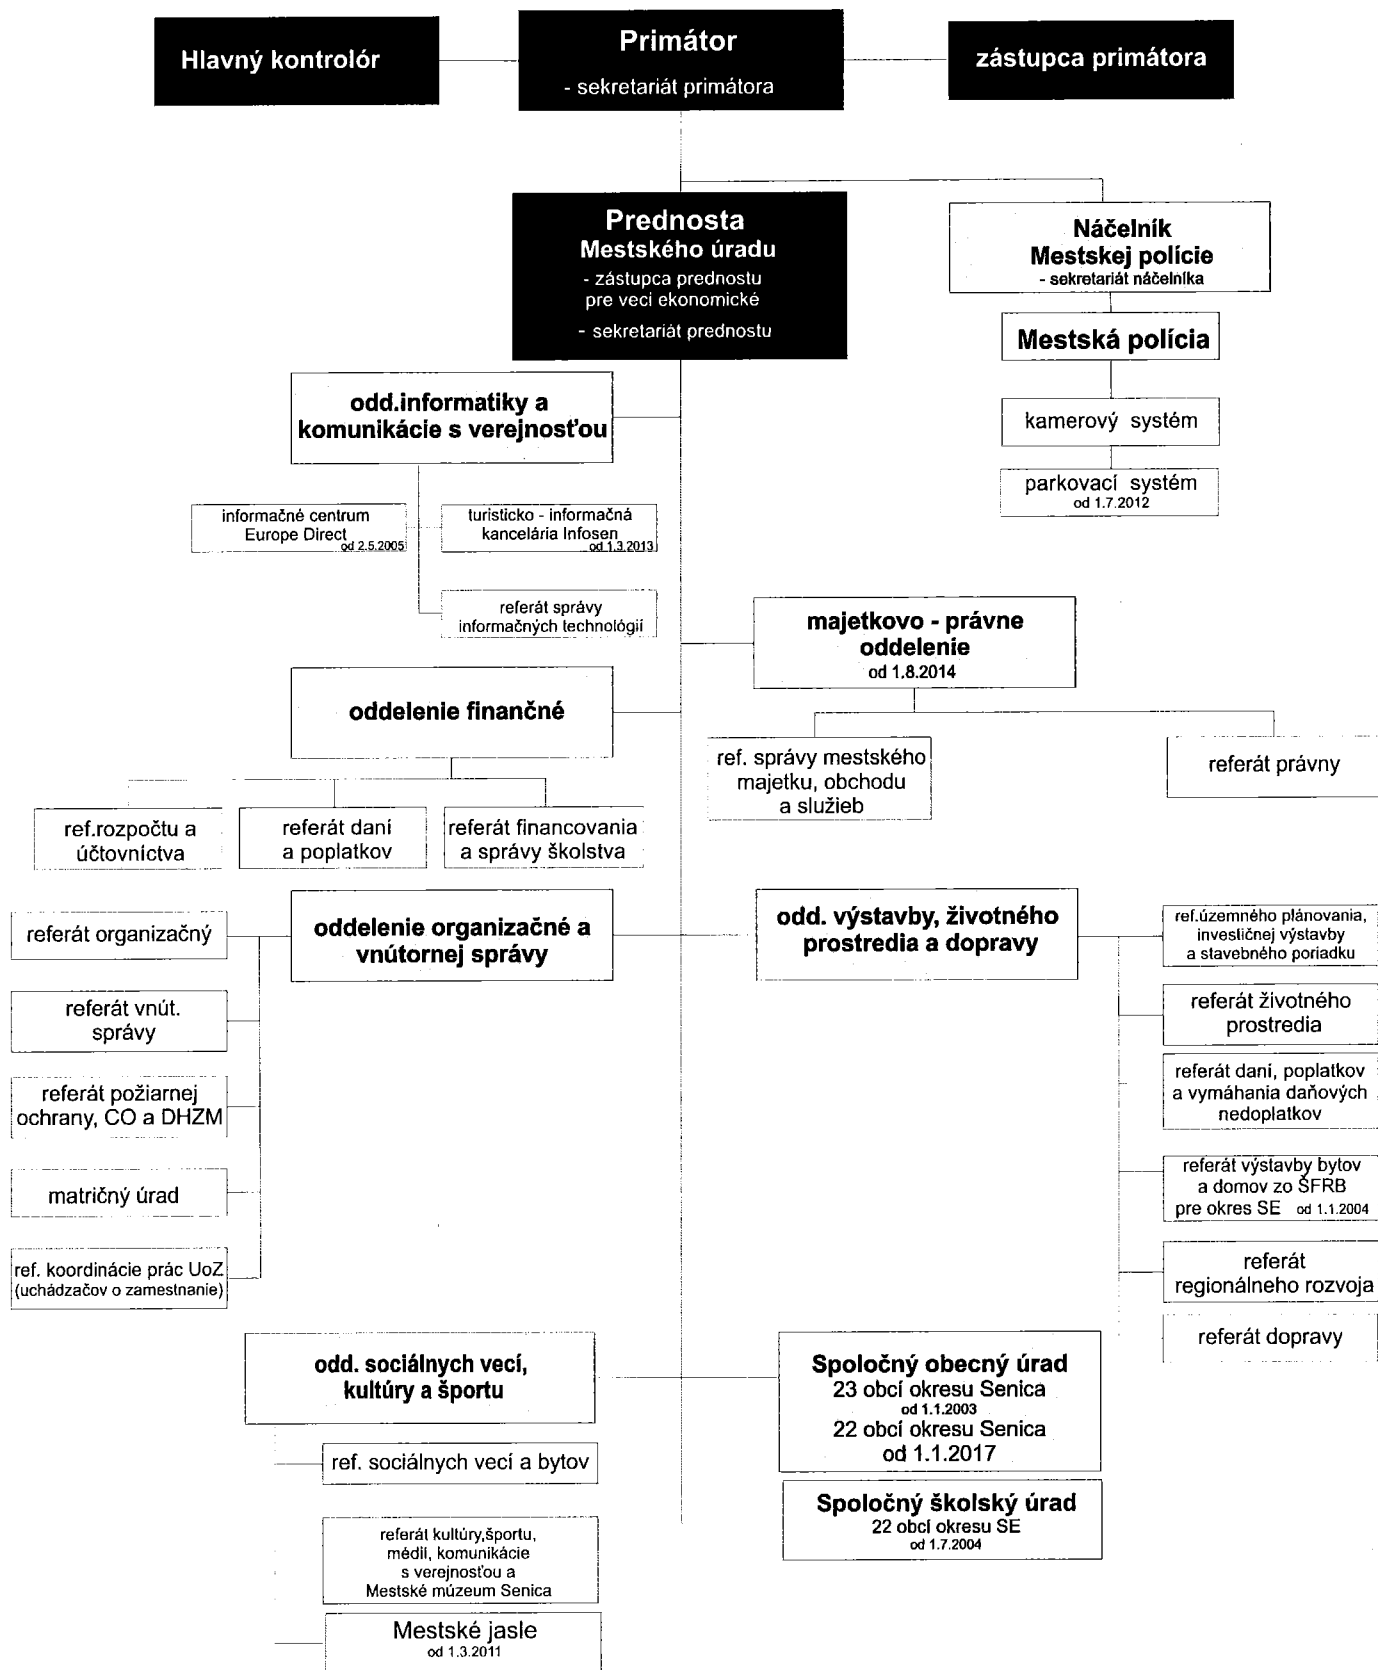 Hlavný kontrolór
Primátor
- sekretariát primátora
zástupca primátora
Prednosta
Mestského úradu
- zástupca prednostu
pre veci ekonomické
- sekretariát prednostu
Náčelník
Mestskej polície
- sekretariát náčelníka
Mestská polícia
kamerový systém
parkovací systém
od 1.7.2012
odd.informatiky a
komunikácie s verejnosťou
informačné centrum
Europe Direct
od 2.5.2005
turisticko - informačná
kancelária Infosen
od 1.3.2013
referát správy
informačných technológií
majetkovo - právne
oddelenie
od 1.8.2014
ref. správy mestského
majetku, obchodu
a služieb
referát právny
oddelenie finančné
ref.rozpočtu a
účtovníctva
referát daní
a poplatkov
referát financovania
a správy školstva
oddelenie organizačné a
vnútornej správy
referát organizačný
referát vnút.
správy
referát požiarnej
ochrany, CO a DHZM
matričný úrad
ref. koordinácie prác UoZ
(uchádzačov o zamestnanie)
odd. výstavby, životného
prostredia a dopravy
ref.územného plánovania,
investičnej výstavby
a stavebného poriadku
referát životného
prostredia
referát daní, poplatkov
a vymáhania daňových
nedoplatkov
referát výstavby bytov
a domov zo ŠFRB
pre okres SE od 1.1.2004
referát
regionálneho rozvoja
referát dopravy
odd. sociálnych vecí,
kultúry a športu
ref. sociálnych vecí a bytov
referát kultúry,športu,
médií, komunikácie
s verejnosťou a
Mestské múzeum Senica
Mestské jasle
od 1.3.2011
Spoločný obecný úrad
23 obcí okresu Senica
od 1.1.2003
22 obcí okresu Senica
od 1.1.2017
Spoločný školský úrad
22 obcí okresu SE
od 1.7.2004